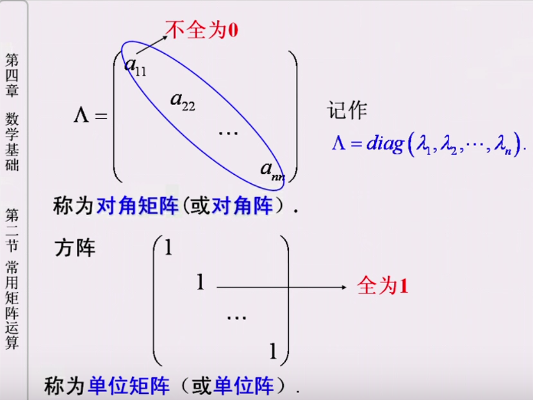 第四章 数学基础
第二节 常用矩阵运算
不全为0
a11
a22
Λ=
...
ann
记作
Λ = diag(λ1, λ2, ⋯, λn).
称为对角矩阵(或对角阵）.
方阵
1
1
全为1
...
1
称为单位矩阵（或单位阵）.